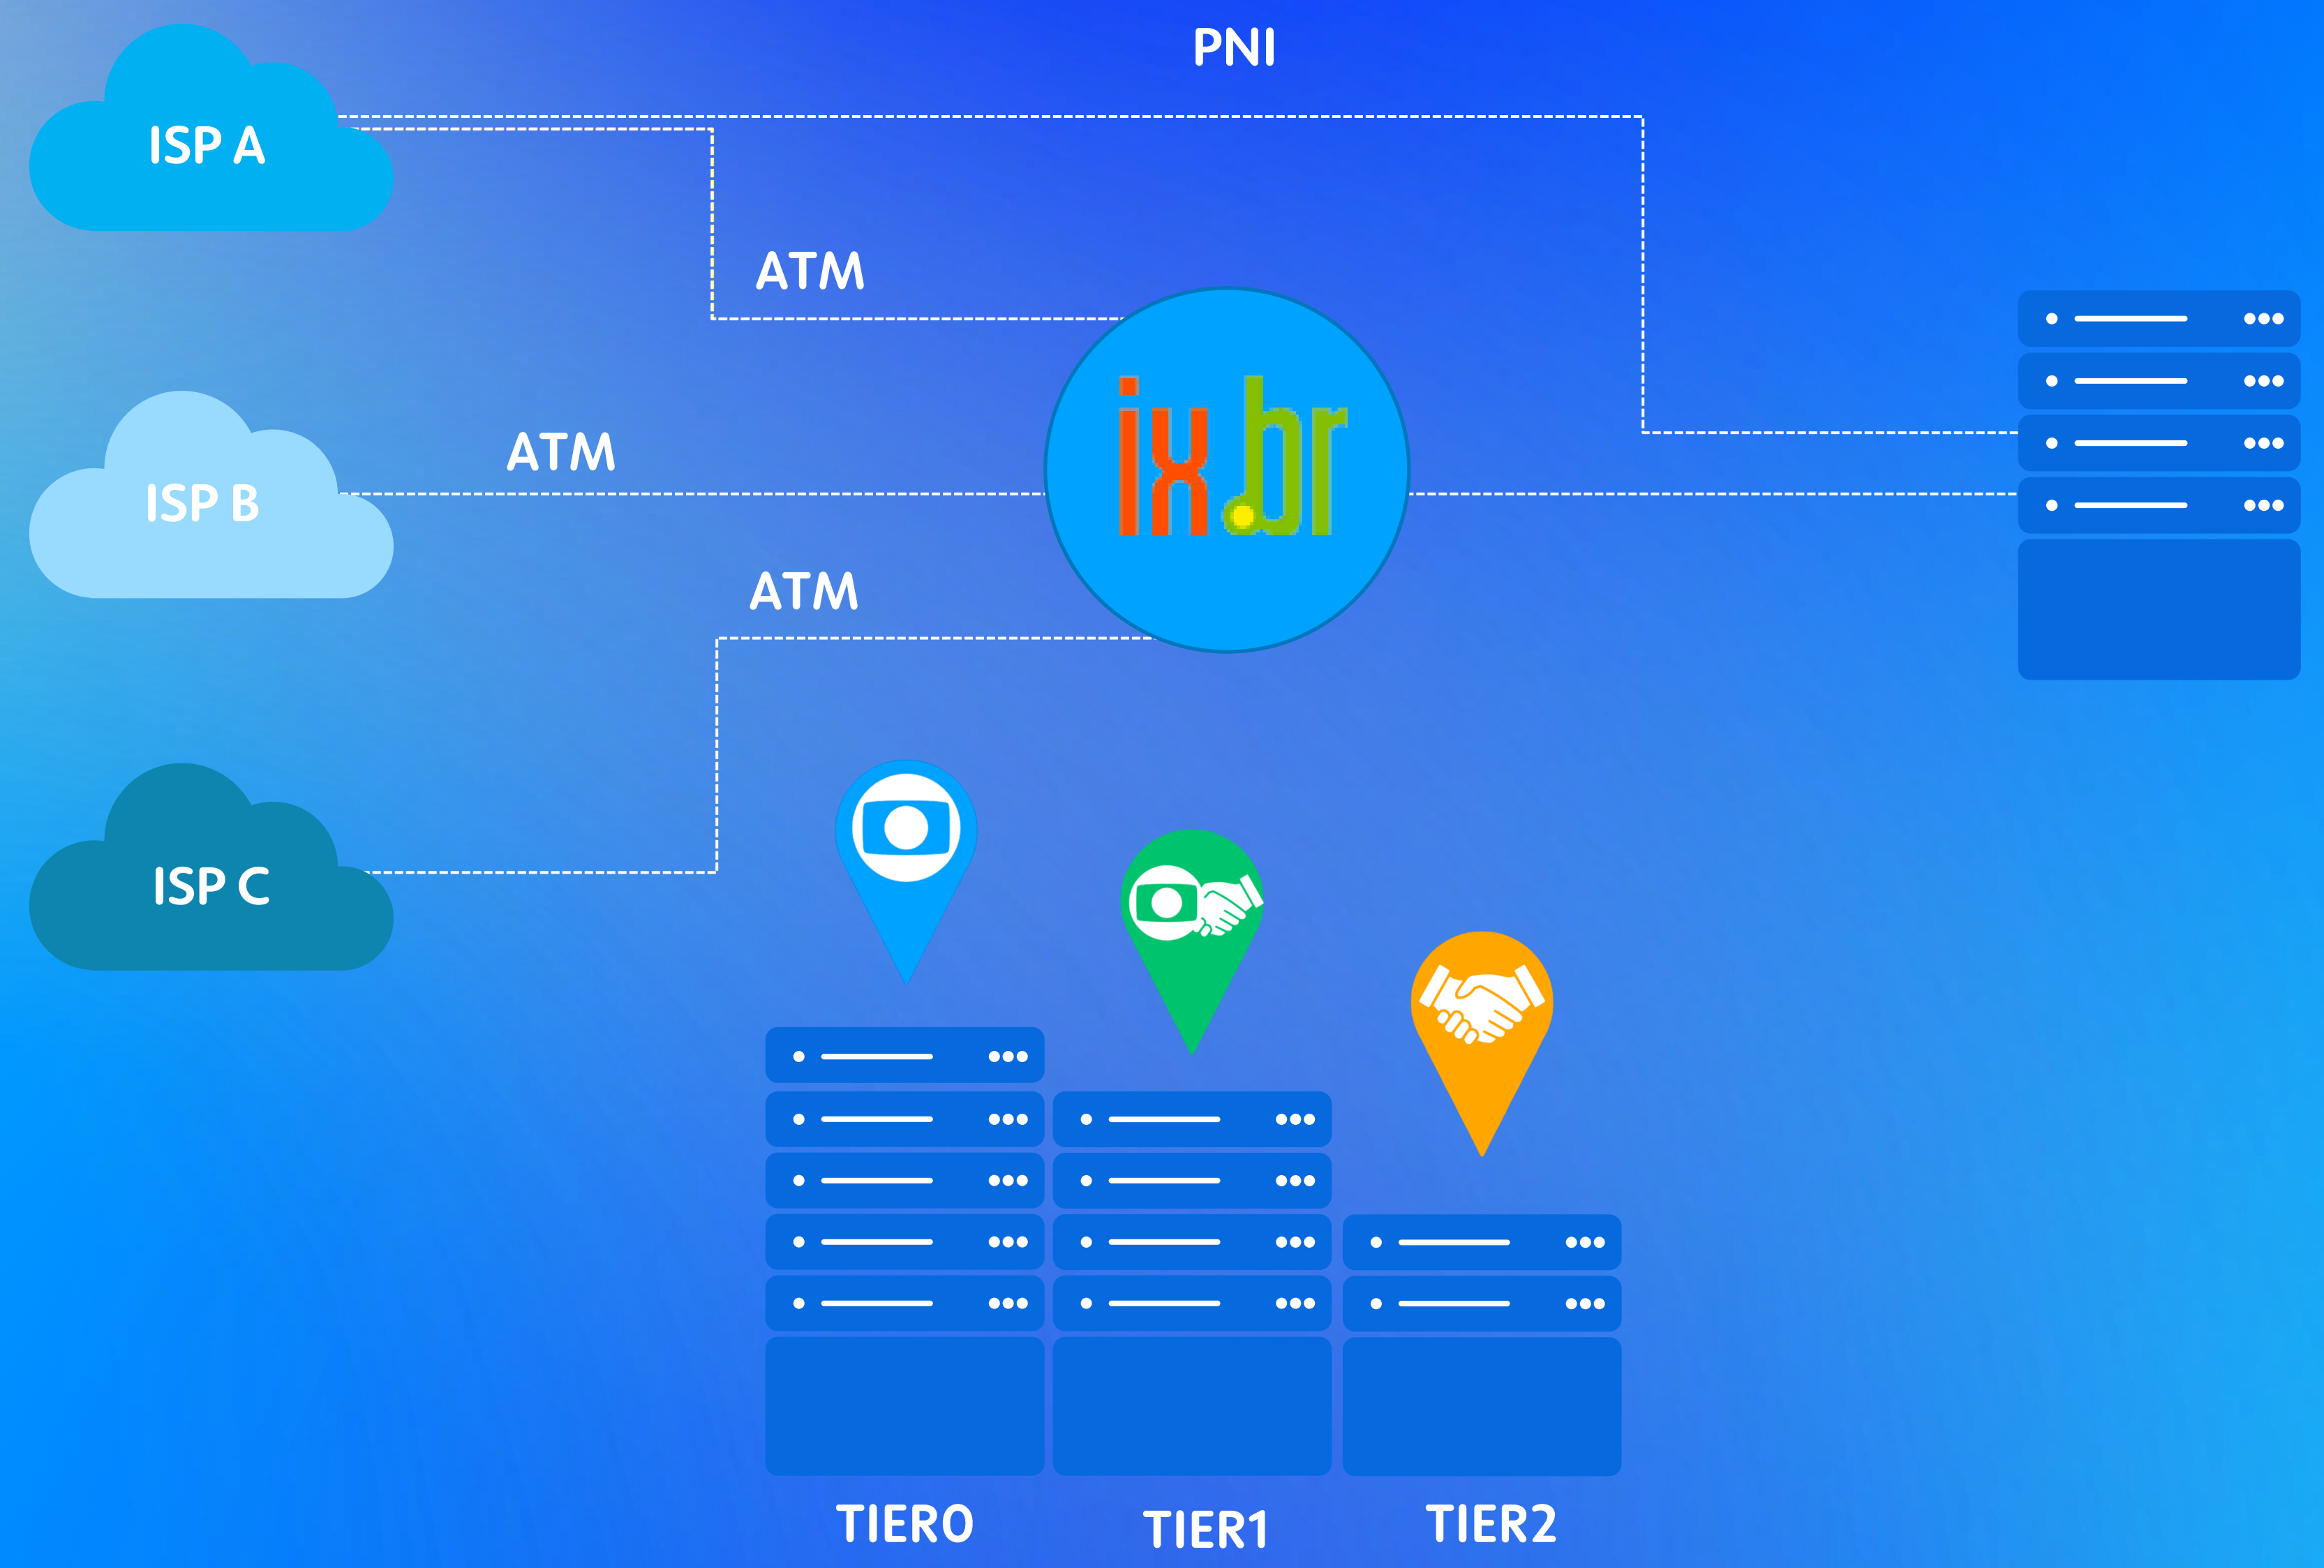 PNI
ISP A
ATM
ix.br
ATM
ISP B
ATM
ISP C
TIER0
TIER1
TIER2